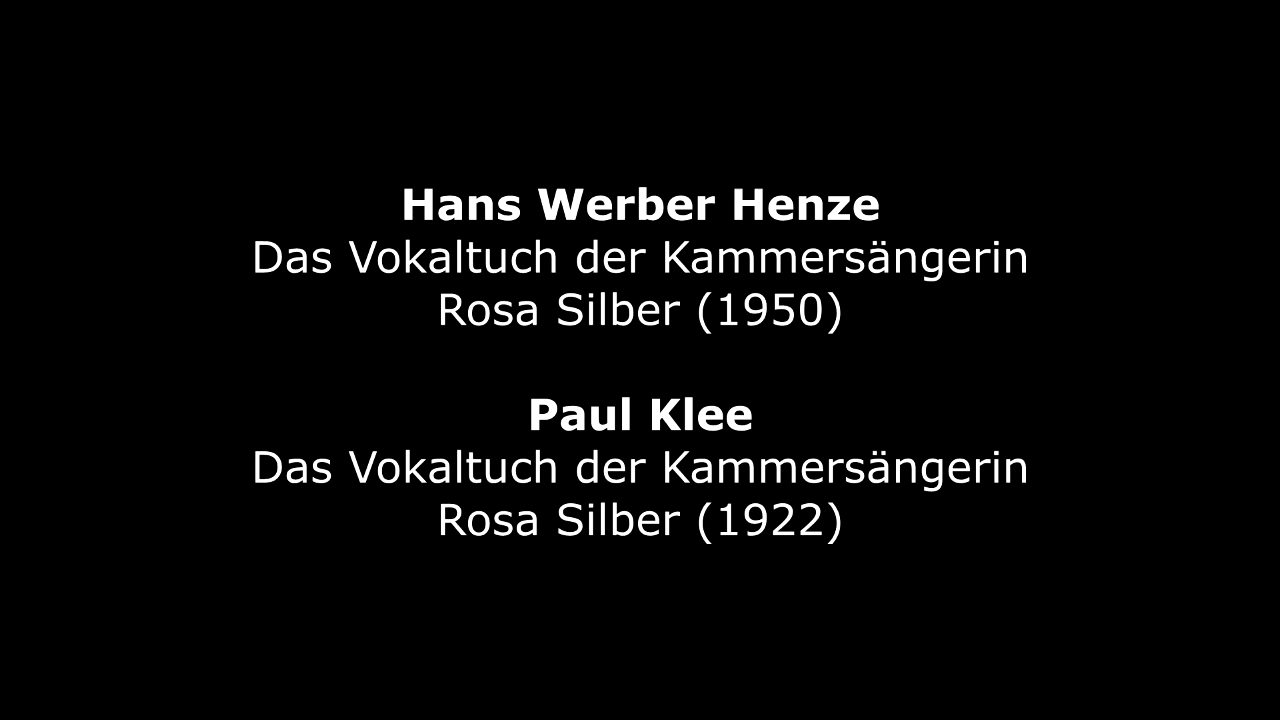 Hans Werber Henze
Das Vokaltuch der Kammersängerin
Rosa Silber (1950)
Paul Klee
Das Vokaltuch der Kammersängerin
Rosa Silber (1922)